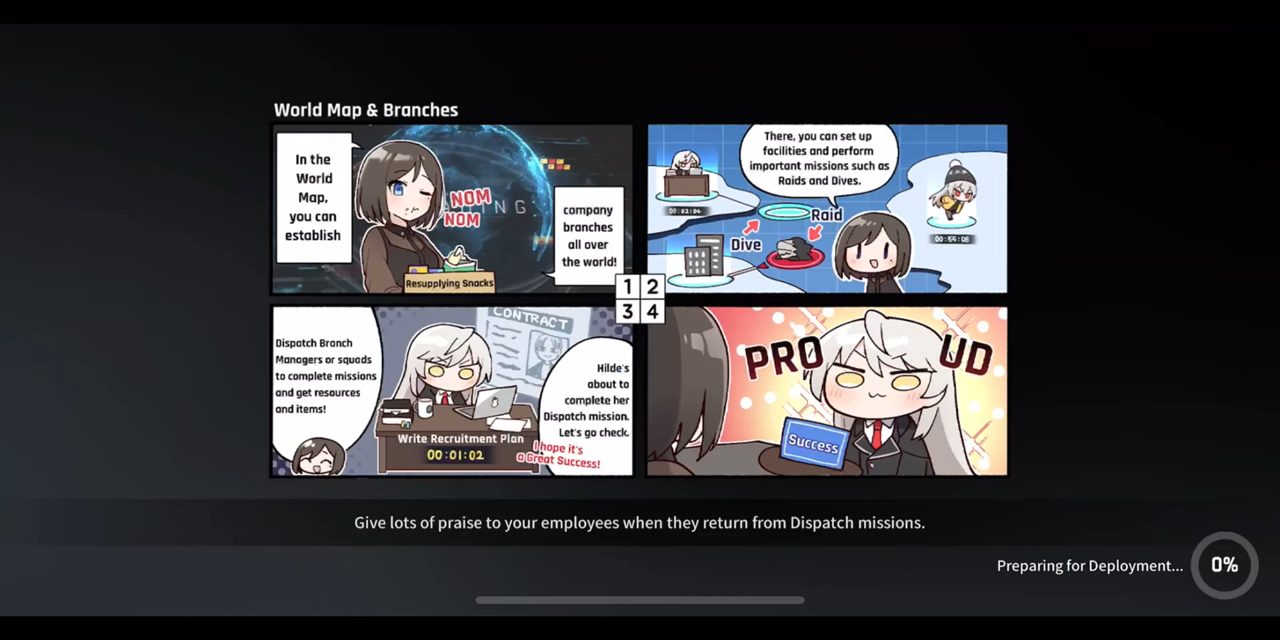 World Map & Branches
In the
World
Map,
you can
establish
NOM
NOM
company
branches
all over
the world!
Resupplying Snacks
There, you can set up
facilities and perform
important missions such as
Raids and Dives.
00:03:04
Raid
Dive
1 2
3 4
Dispatch Branch
Managers or squads
to complete missions
and get resources
and items!
CONTRACT
Hilde's
about to
complete her
Dispatch mission.
Let's go check.
I hope it's
a Great Success!
Write Recruitment Plan
00:01:02
PRO UD
Success
Give lots of praise to your employees when they return from Dispatch missions.
Preparing for Deployment...
0%